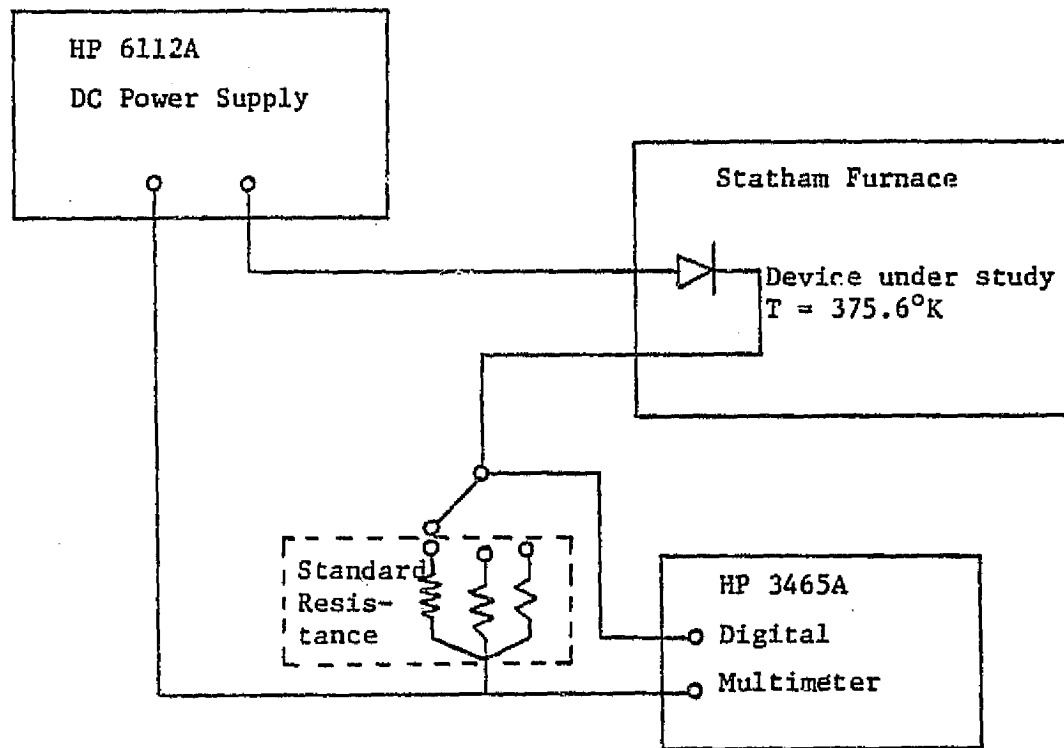 HP 6112A
DC Power Supply
Statham Furnace
Device under study
T = 375.6°K
Standard
Resis-
tance
HP 3465A
Digital
Multimeter